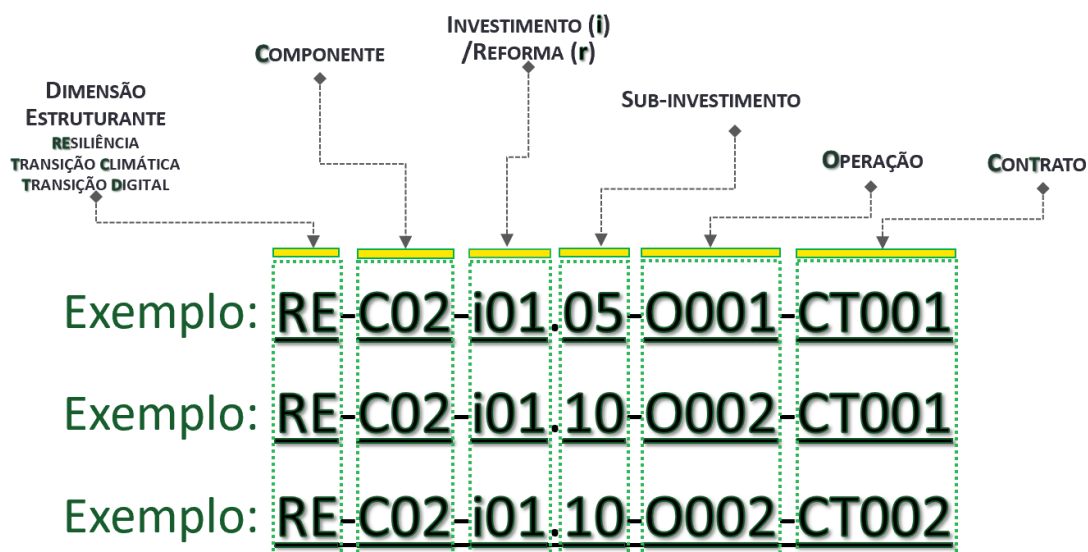 DIMENSÃO
ESTRUTURANTE
RESILIÊNCIA
TRANSIÇÃO CLIMÁTICA
TRANSIÇÃO DIGITAL
COMPONENTE
INVESTIMENTO (i)
/REFORMA (r)
SUB-INVESTIMENTO
OPERAÇÃO
CONTRATO
Exemplo: RE-C02-i01.05-O001-CT001
Exemplo: RE-C02-i01.10-O002-CT001
Exemplo: RE-C02-i01.10-O002-CT002